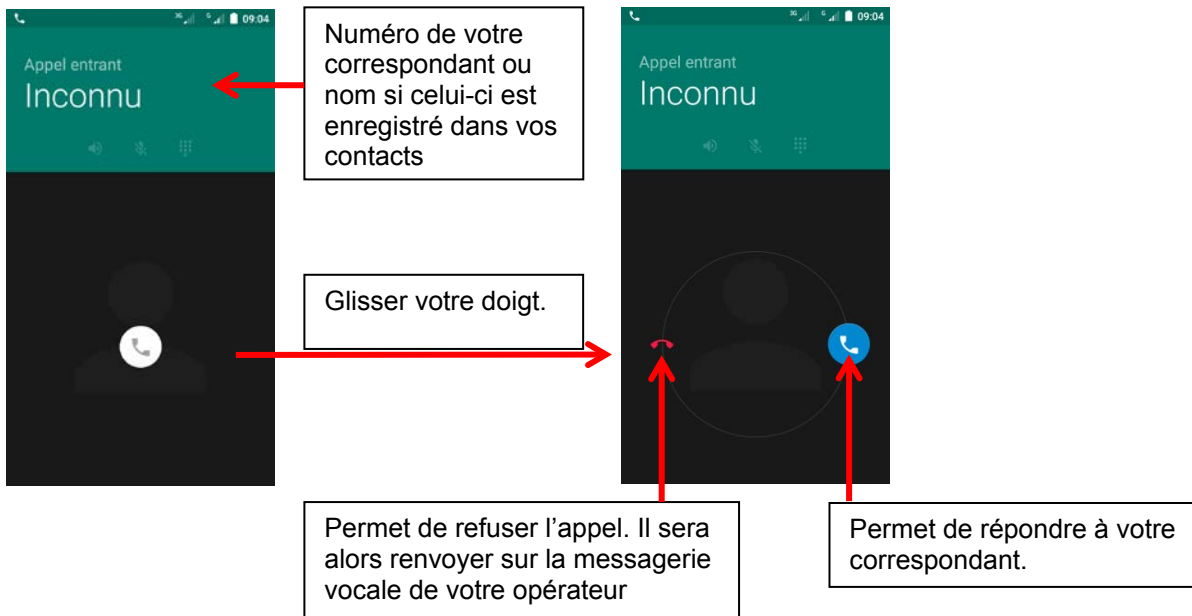 3G G 09:04
Appel entrant
Inconnu
Numéro de votre
correspondant ou
nom si celui-ci est
enregistré dans vos
contacts
3G G 09:04
Appel entrant
Inconnu
Glisser votre doigt.
Permet de refuser l’appel. Il sera
alors renvoyer sur la messagerie
vocale de votre opérateur
Permet de répondre à votre
correspondant.